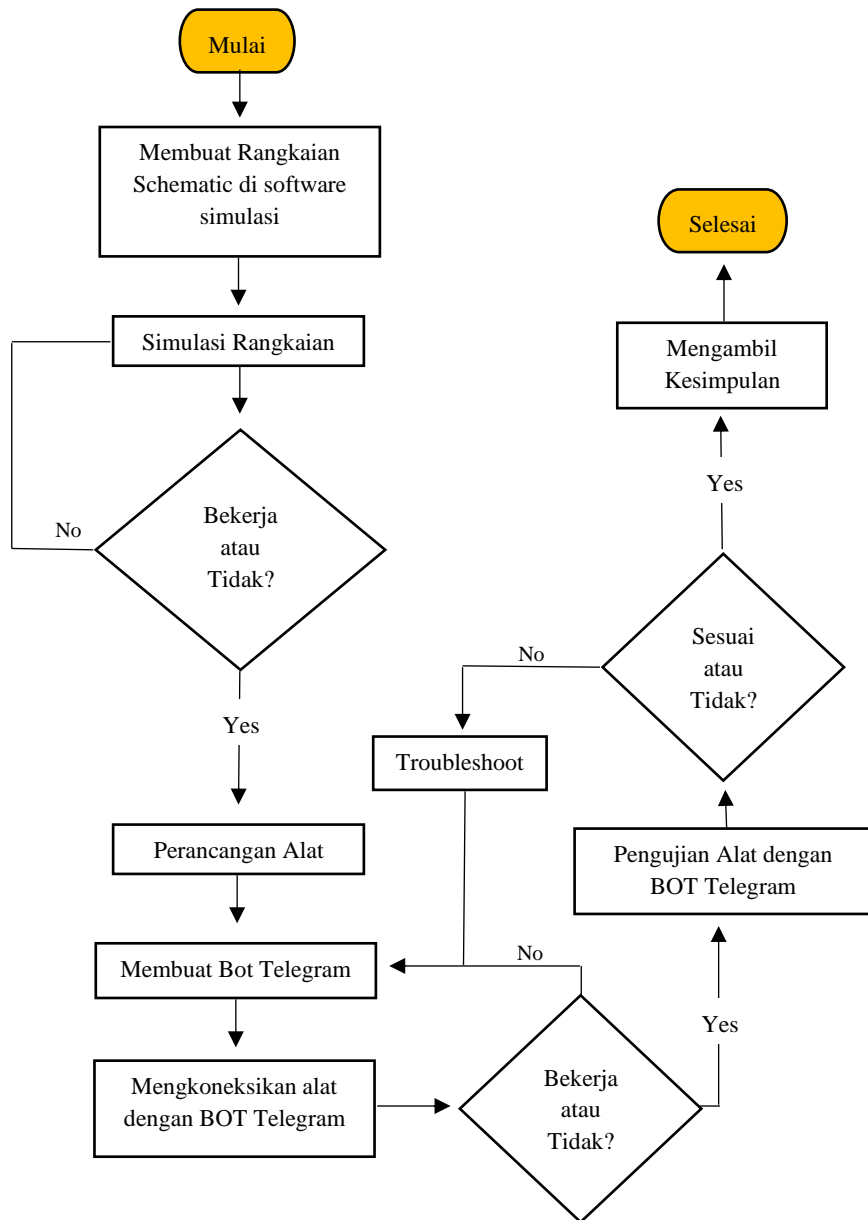 Mulai
Membuat Rangkaian
Schematic di software
simulasi
Simulasi Rangkaian
Bekerja
atau
Tidak?
No
Yes
Perancangan Alat
Membuat Bot Telegram
Mengkoneksikan alat
dengan BOT Telegram
Bekerja
atau
Tidak?
No
Yes
Pengujian Alat dengan
BOT Telegram
Sesuai
atau
Tidak?
No
Troubleshoot
Yes
Mengambil
Kesimpulan
Selesai